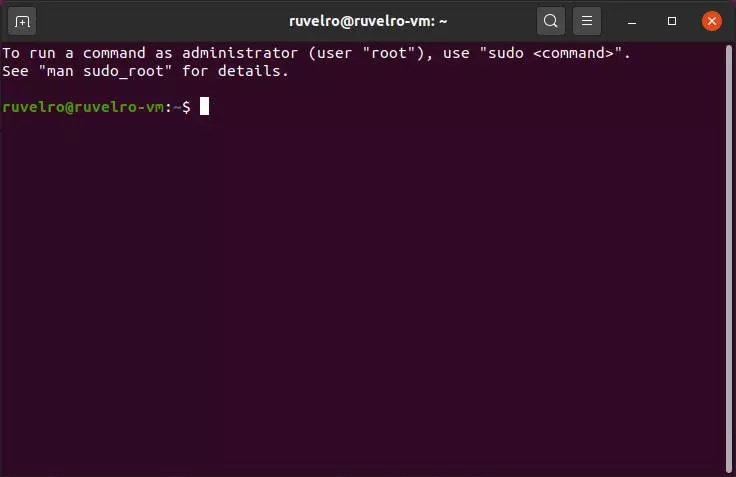 ruvelro@ruvelro-vm: ~
To run a command as administrator (user "root"), use "sudo <command>".
See "man sudo_root" for details.
ruvelro@ruvelro-vm:~$